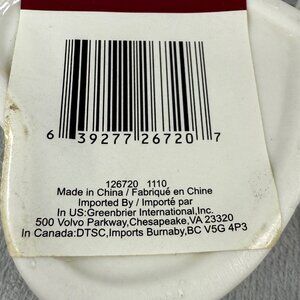 6 39277 26720 7
126720 1110
Made in China / Fabriqué en Chine
Imported By / Importé par
In US:Greenbrier International,Inc.
500 Volvo Parkway,Chesapeake,VA 23320
In Canada:DTSC,Imports Burnaby,BC V5G 4P3